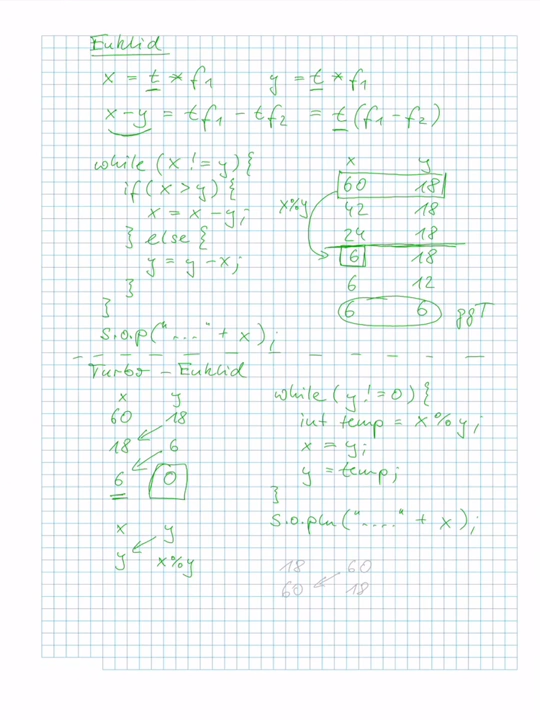 Euklid
x = t * f1 y = t * f1
x-y = tf1 - tf2 = t(f1-f2)
while (x != y) {
if (x > y) {
x = x - y;
} else {
y = y - x;
}
}
s.o.p("...." + x);
x y
60 18
x%y
42 18
24 18
6 18
6 12
6 6 ggT
Turbo - Euklid
x y
60 18
18 6
6 0
x y
y x%y
while (y != 0) {
int temp = x%y;
x = y;
y = temp;
}
s.o.pln("....." + x);
18 60
60 18